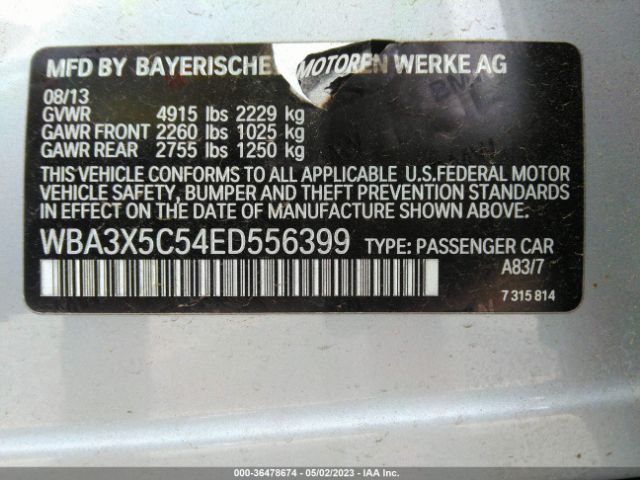 MFD BY BAYERISCHE MOTOREN WERKE AG
08/13
GVWR 4915 lbs 2229 kg
GAWR FRONT 2260 lbs 1025 kg
GAWR REAR 2755 lbs 1250 kg
THIS VEHICLE CONFORMS TO ALL APPLICABLE U.S.FEDERAL MOTOR
VEHICLE SAFETY, BUMPER AND THEFT PREVENTION STANDARDS
IN EFFECT ON THE DATE OF MANUFACTURE SHOWN ABOVE.
WBA3X5C54ED556399 TYPE: PASSENGER CAR
A83/7
7 315 814
000-36478674 - 05/02/2023 - IAA Inc.